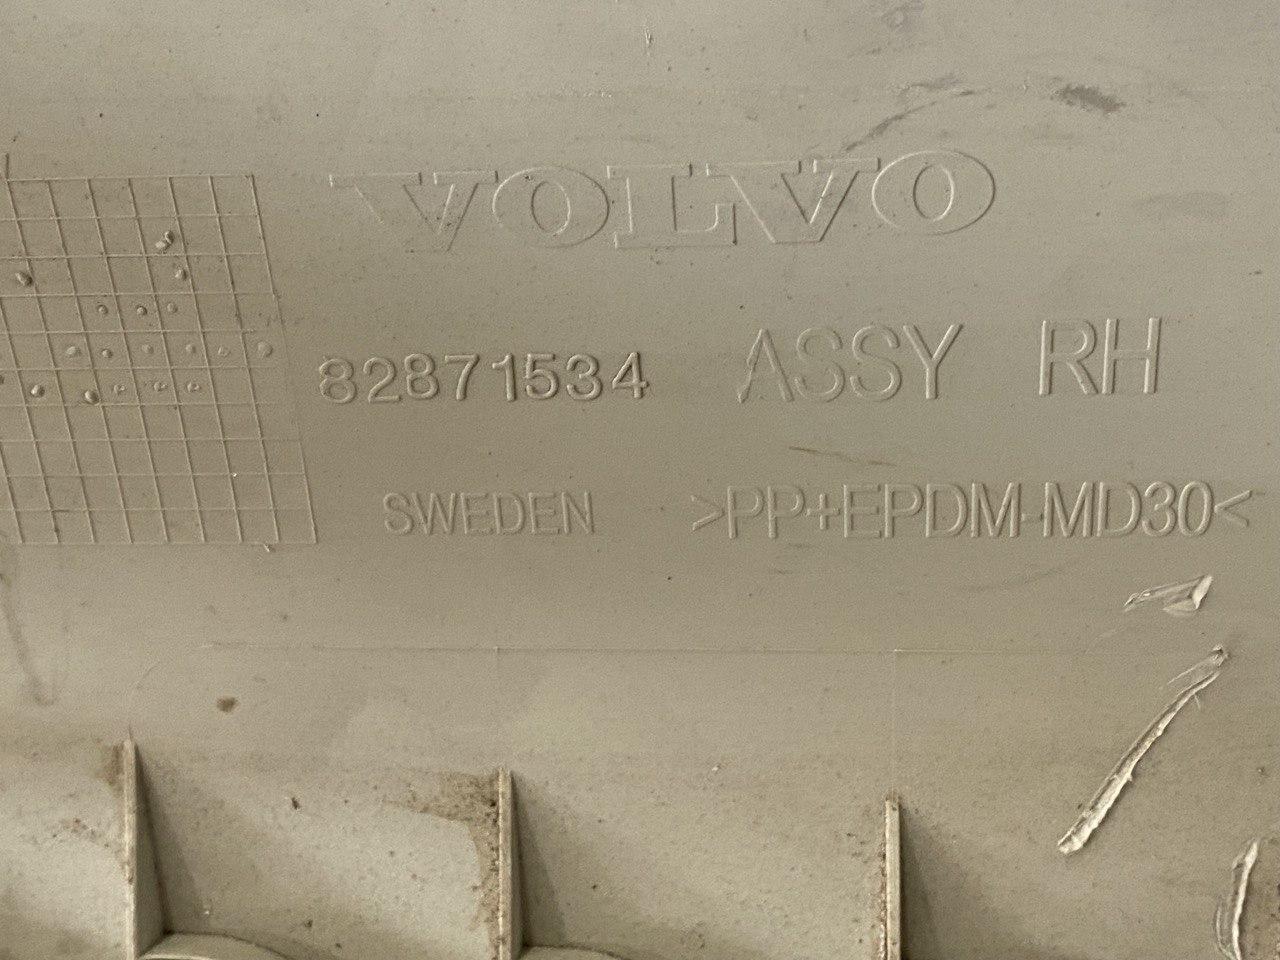 VOLVO
82871534 ASSY RH
SWEDEN >PP+EPDM-MD30<